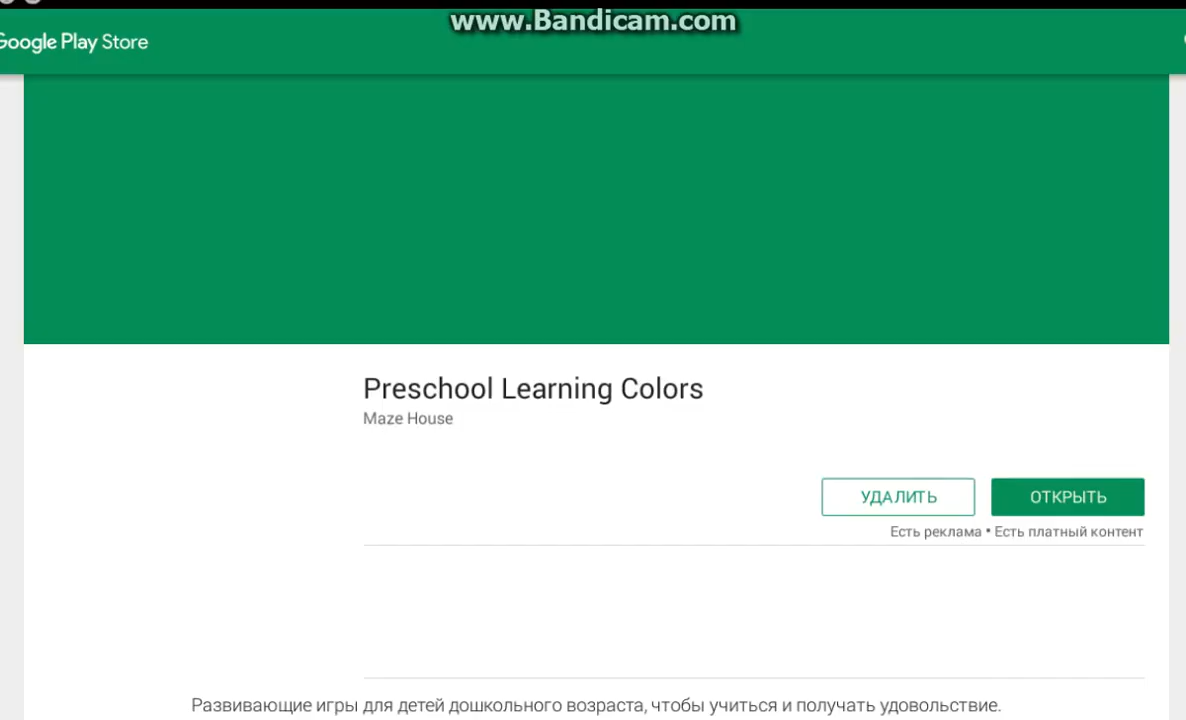 www.Bandicam.com
Google Play Store
Preschool Learning Colors
Maze House
УДАЛИТЬ
ОТКРЫТЬ
Есть реклама • Есть платный контент
Развивающие игры для детей дошкольного возраста, чтобы учиться и получать удовольствие.